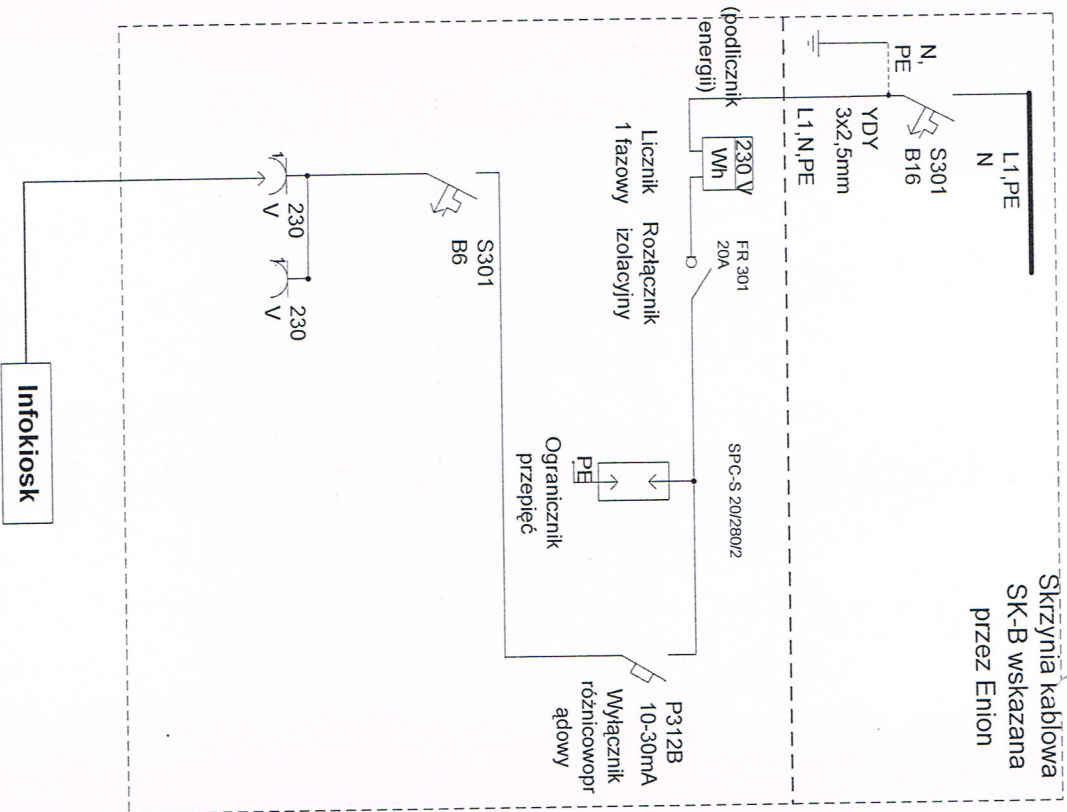 Skrzynia kablowa
SK-B wskazana
przez Enion
L1,PE
N
S301
B16
N,
PE
YDY
3x2,5mm
L1,N,PE
(podlicznik
energii)
230 V
Wh
Licznik
1 fazowy
FR 301
20A
Rozłącznik
izolacyjny
SPC-S 20/280/2
PE
Ogranicznik
przepięć
P312B
10-30mA
Wyłącznik
różnicowopr
ądowy
S301
B6
230
V
230
V
Infokiosk